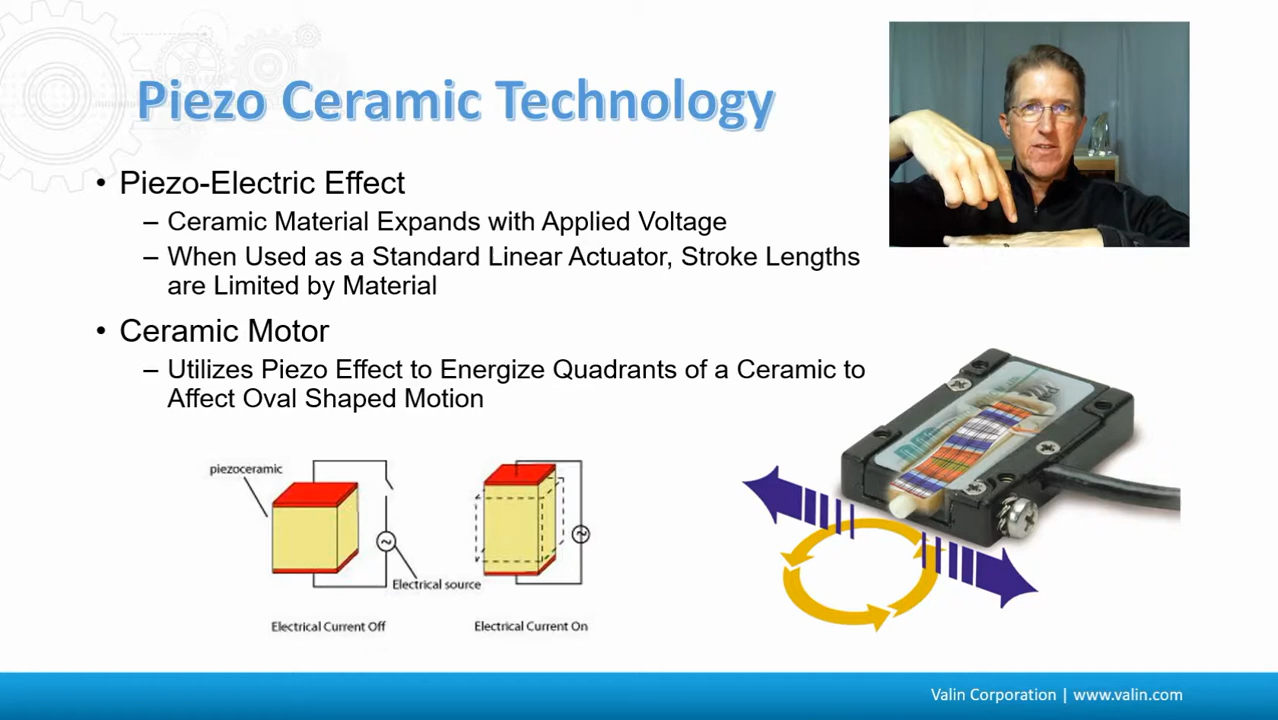 Piezo Ceramic Technology
• Piezo-Electric Effect
– Ceramic Material Expands with Applied Voltage
– When Used as a Standard Linear Actuator, Stroke Lengths
are Limited by Material
• Ceramic Motor
– Utilizes Piezo Effect to Energize Quadrants of a Ceramic to
Affect Oval Shaped Motion
piezoceramic
Electrical source
Electrical Current Off
Electrical Current On
Valin Corporation | www.valin.com